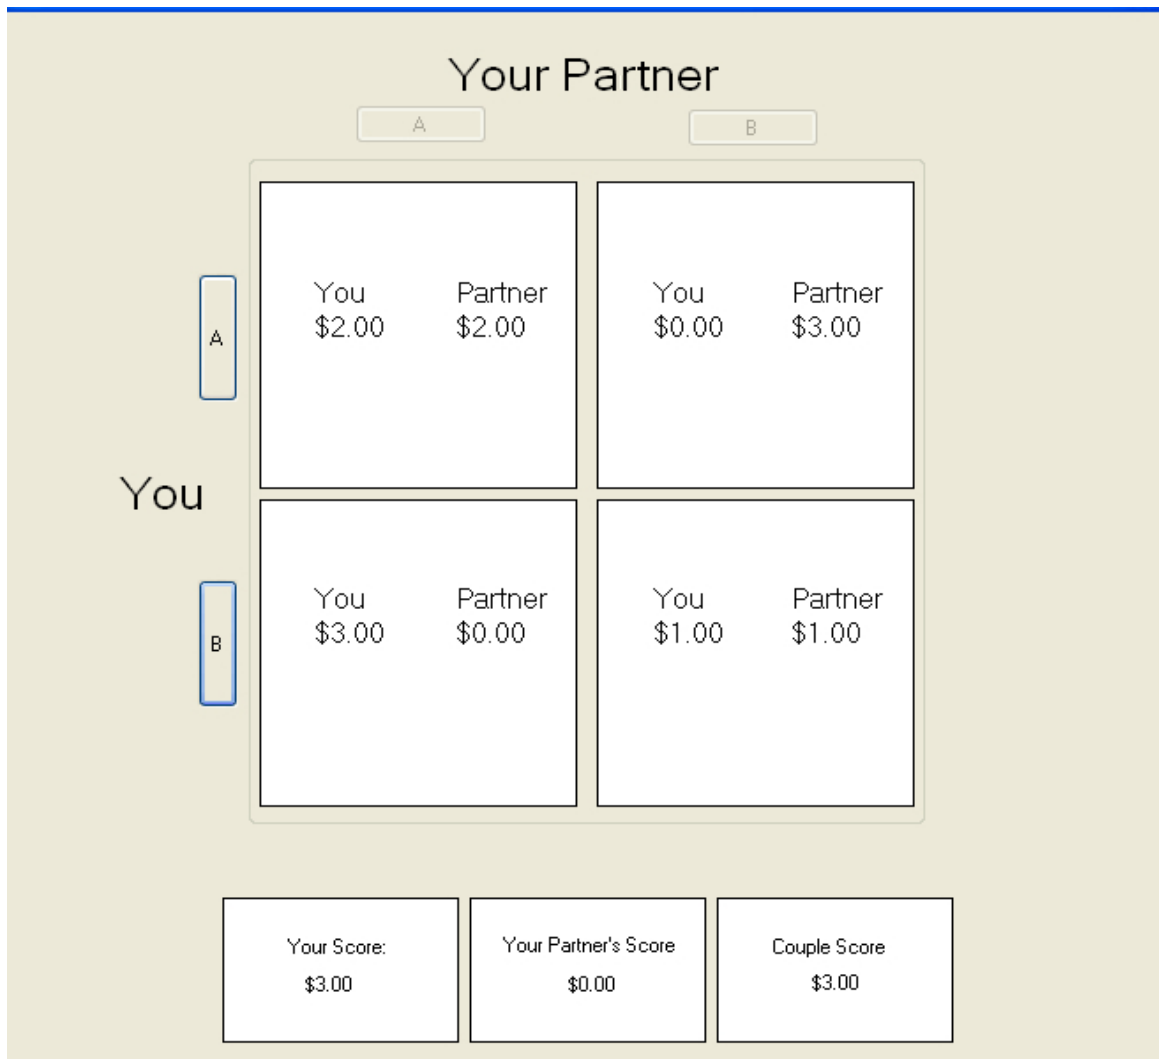 Your Partner
A B
You Partner You Partner
$2.00 $2.00 $0.00 $3.00
A
You
You Partner You Partner
$3.00 $0.00 $1.00 $1.00
B
Your Score: Your Partner's Score Couple Score
$3.00 $0.00 $3.00